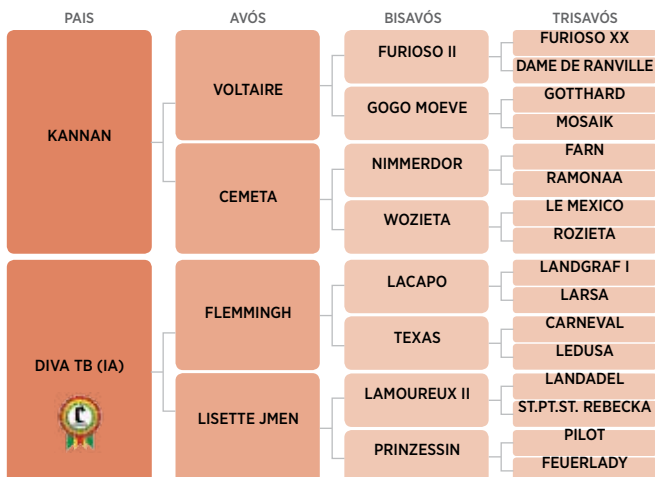 PAIS
AVÓS
BISAVÓS
TRISAVÓS
KANNAN
VOLTAIRE
CEMETA
FURIOSO II
GOGO MOEVE
NIMMERDOR
WOZIETA
FURIOSO XX
DAME DE RANVILLE
GOTTHARD
MOSAIK
FARN
RAMONAA
LE MEXICO
ROZIETA
DIVA TB (IA)
C
FLEMMINGH
LISETTE JMEN
LACAPO
TEXAS
LAMOUREUX II
PRINZESSIN
LANDGRAF I
LARSA
CARNEVAL
LEDUSA
LANDADEL
ST.PT.ST. REBECKA
PILOT
FEUERLADY